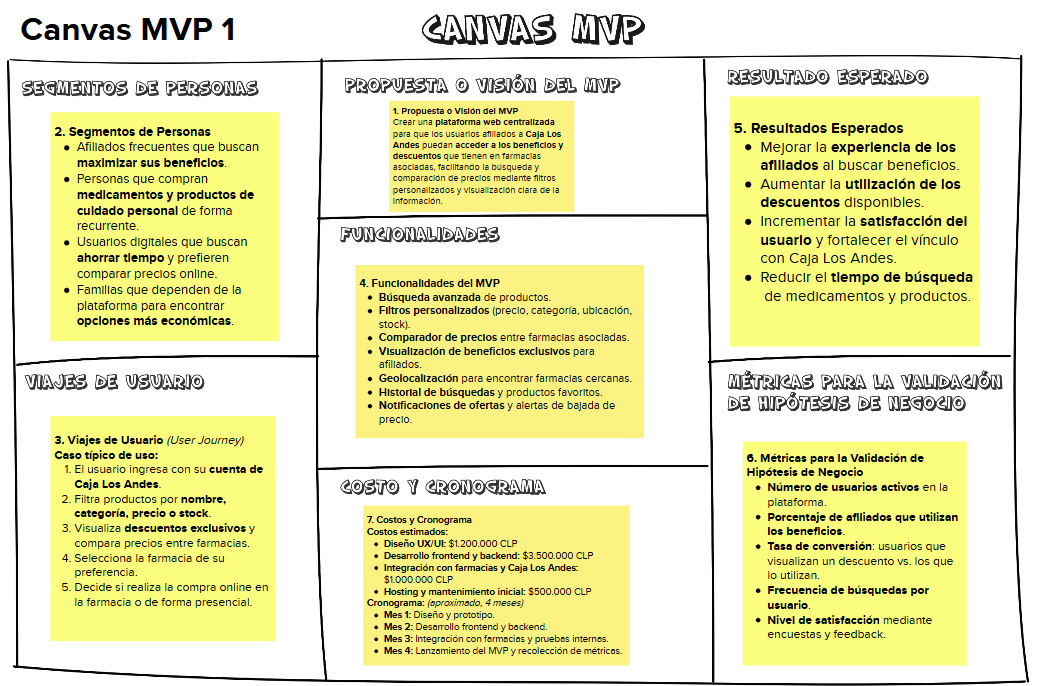 Canvas MVP 1
CANVAS MVP
SEGMENTOS DE PERSONAS
2. Segmentos de Personas
• Afiliados frecuentes que buscan
maximizar sus beneficios.
• Personas que compran
medicamentos y productos de
cuidado personal de forma
recurrente.
• Usuarios digitales que buscan
ahorrar tiempo y prefieren
comparar precios online.
• Familias que dependen de la
plataforma para encontrar
opciones más económicas.
VIAJES DE USUARIO
3. Viajes de Usuario (User Journey)
Caso típico de uso:
1. El usuario ingresa con su cuenta de
Caja Los Andes.
2. Filtra productos por nombre,
categoría, precio o stock.
3. Visualiza descuentos exclusivos y
compara precios entre farmacias.
4. Selecciona la farmacia de su
preferencia.
5. Decide si realiza la compra online en
la farmacia o de forma presencial.
PROPUESTA O VISIÓN DEL MVP
1. Propuesta o Visión del MVP
Crear una plataforma web centralizada
para que los usuarios afiliados a Caja Los
Andes puedan acceder a los beneficios y
descuentos que tienen en farmacias
asociadas, facilitando la búsqueda y
comparación de precios mediante filtros
personalizados y visualización clara de la
información.
FUNCIONALIDADES
4. Funcionalidades del MVP
• Búsqueda avanzada de productos.
• Filtros personalizados (precio, categoría, ubicación,
stock).
• Comparador de precios entre farmacias asociadas.
• Visualización de beneficios exclusivos para
afiliados.
• Geolocalización para encontrar farmacias cercanas.
• Historial de búsquedas y productos favoritos.
• Notificaciones de ofertas y alertas de bajada de
precio.
COSTO Y CRONOGRAMA
7. Costos y Cronograma
Costos estimados:
• Diseño UX/UI: $1.200.000 CLP
• Desarrollo frontend y backend: $3.500.000 CLP
• Integración con farmacias y Caja Los Andes:
$1.000.000 CLP
• Hosting y mantenimiento inicial: $500.000 CLP
Cronograma: (aproximado, 4 meses)
• Mes 1: Diseño y prototipo.
• Mes 2: Desarrollo frontend y backend.
• Mes 3: Integración con farmacias y pruebas internas.
• Mes 4: Lanzamiento del MVP y recolección de métricas.
RESULTADO ESPERADO
5. Resultados Esperados
• Mejorar la experiencia de los
afiliados al buscar beneficios.
• Aumentar la utilización de los
descuentos disponibles.
• Incrementar la satisfacción del
usuario y fortalecer el vínculo
con Caja Los Andes.
• Reducir el tiempo de búsqueda
de medicamentos y productos.
MÉTRICAS PARA LA VALIDACIÓN
DE HIPÓTESIS DE NEGOCIO
6. Métricas para la Validación de
Hipótesis de Negocio
• Número de usuarios activos en la
plataforma.
• Porcentaje de afiliados que utilizan
los beneficios.
• Tasa de conversión: usuarios que
visualizan un descuento vs. los que
lo utilizan.
• Frecuencia de búsquedas por
usuario.
• Nivel de satisfacción mediante
encuestas y feedback.